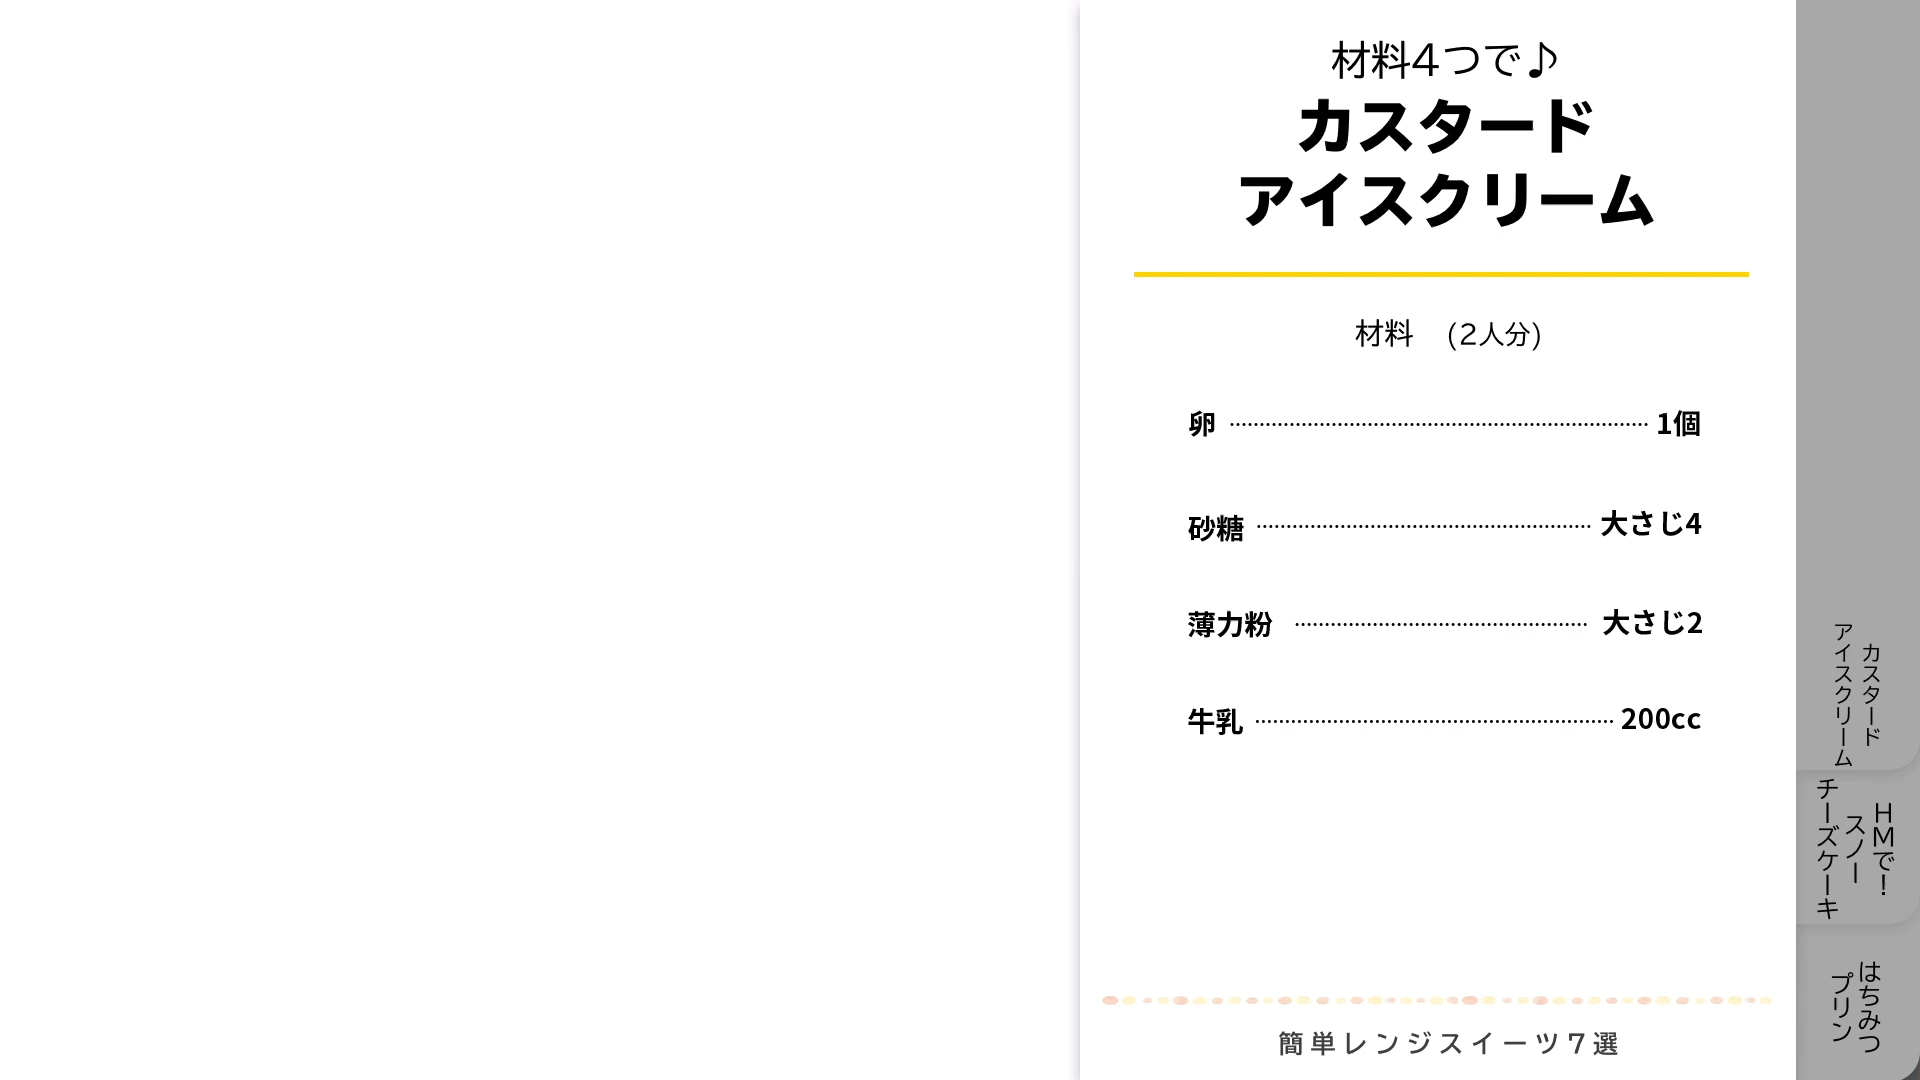 材料4つで♪
カスタード
アイスクリーム
材料 (2人分)
卵 1個
砂糖 大さじ4
薄力粉 大さじ2
牛乳 200cc
簡単レンジスイーツ7選
カスタード
アイスクリーム
HMで!
スノー
チーズケーキ
はちみつ
プリン